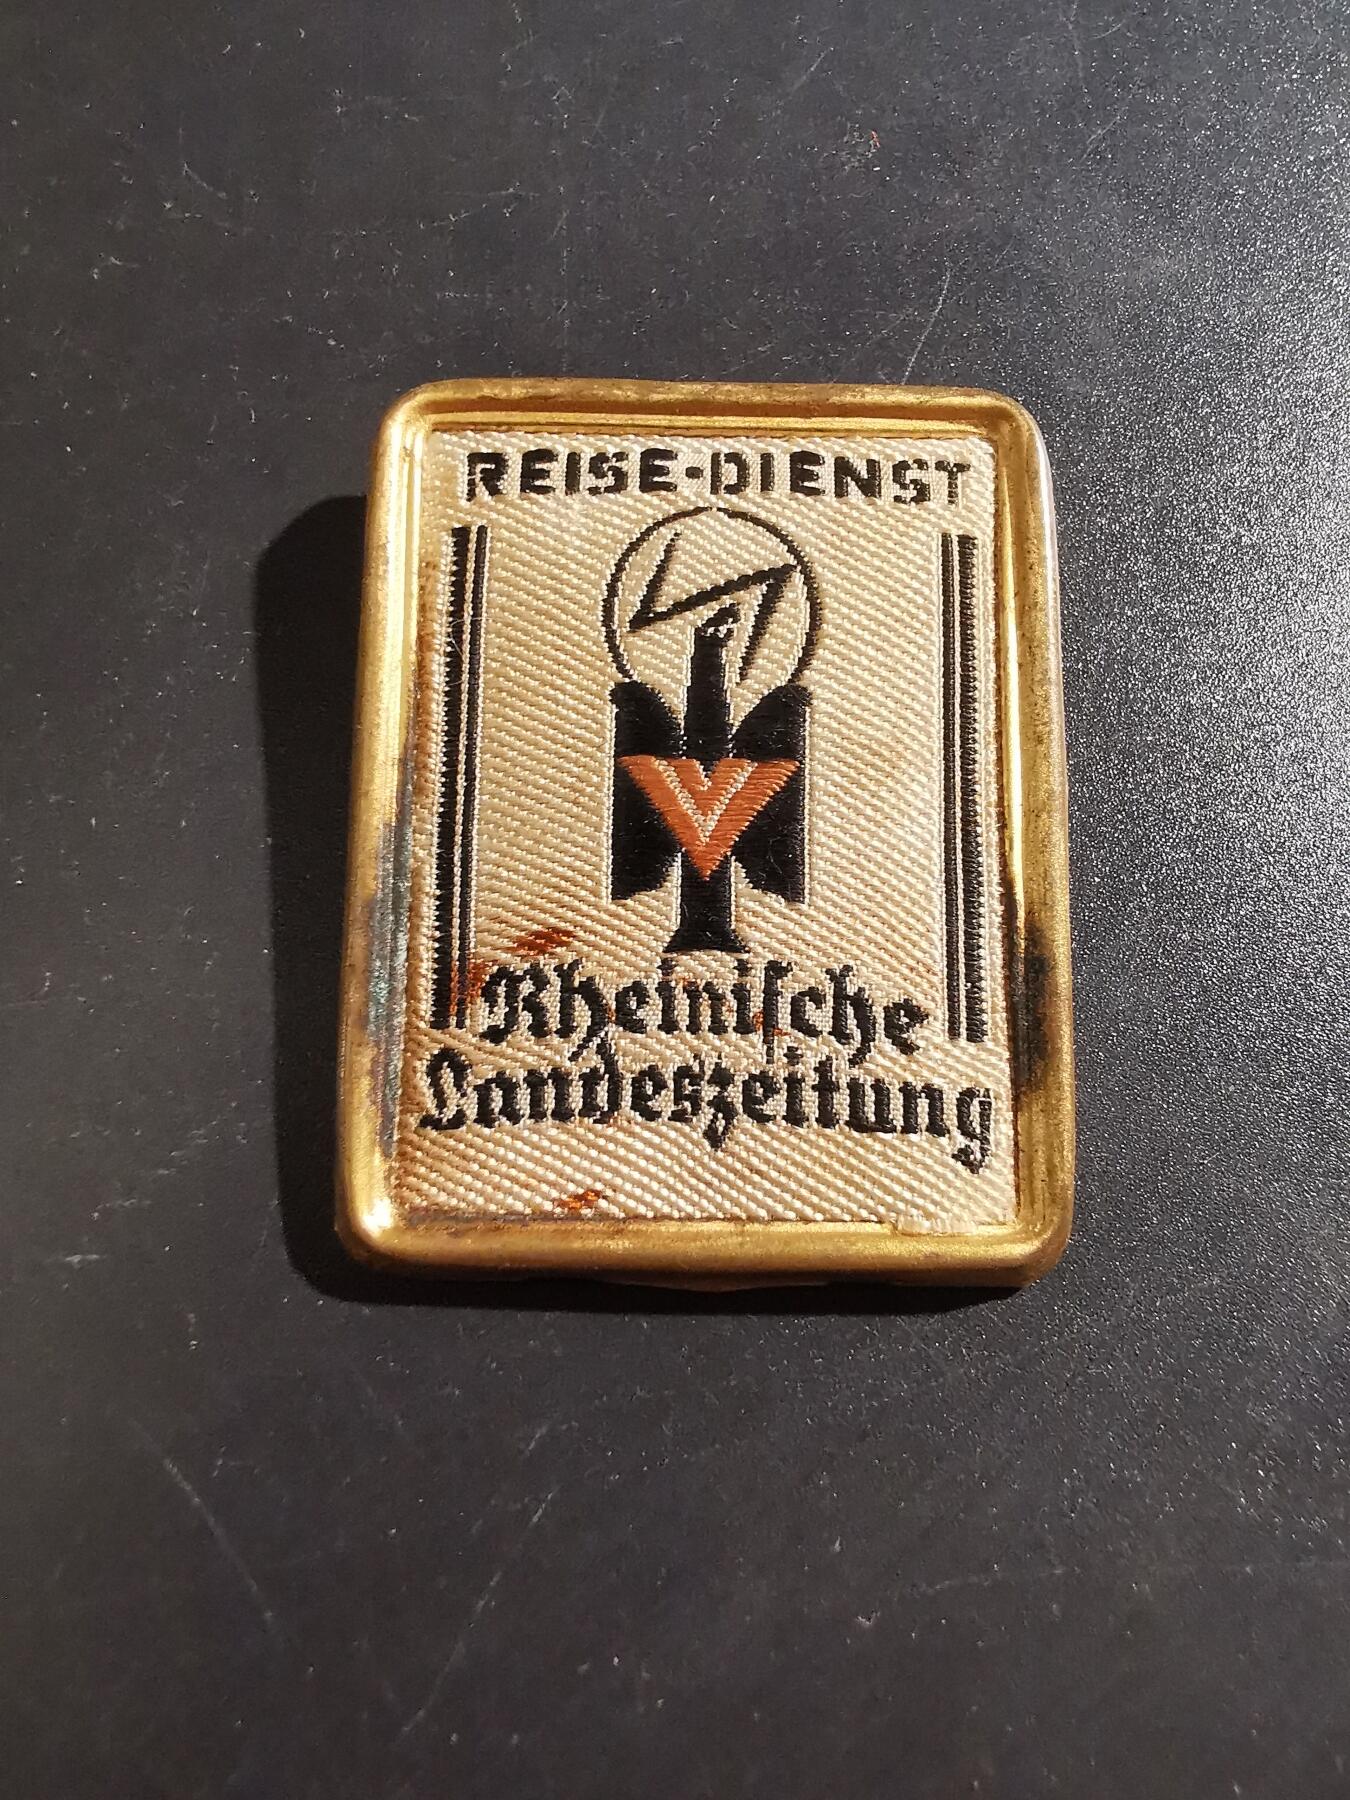 REISE-DIENST
V
Rheinische
Landeszeitung